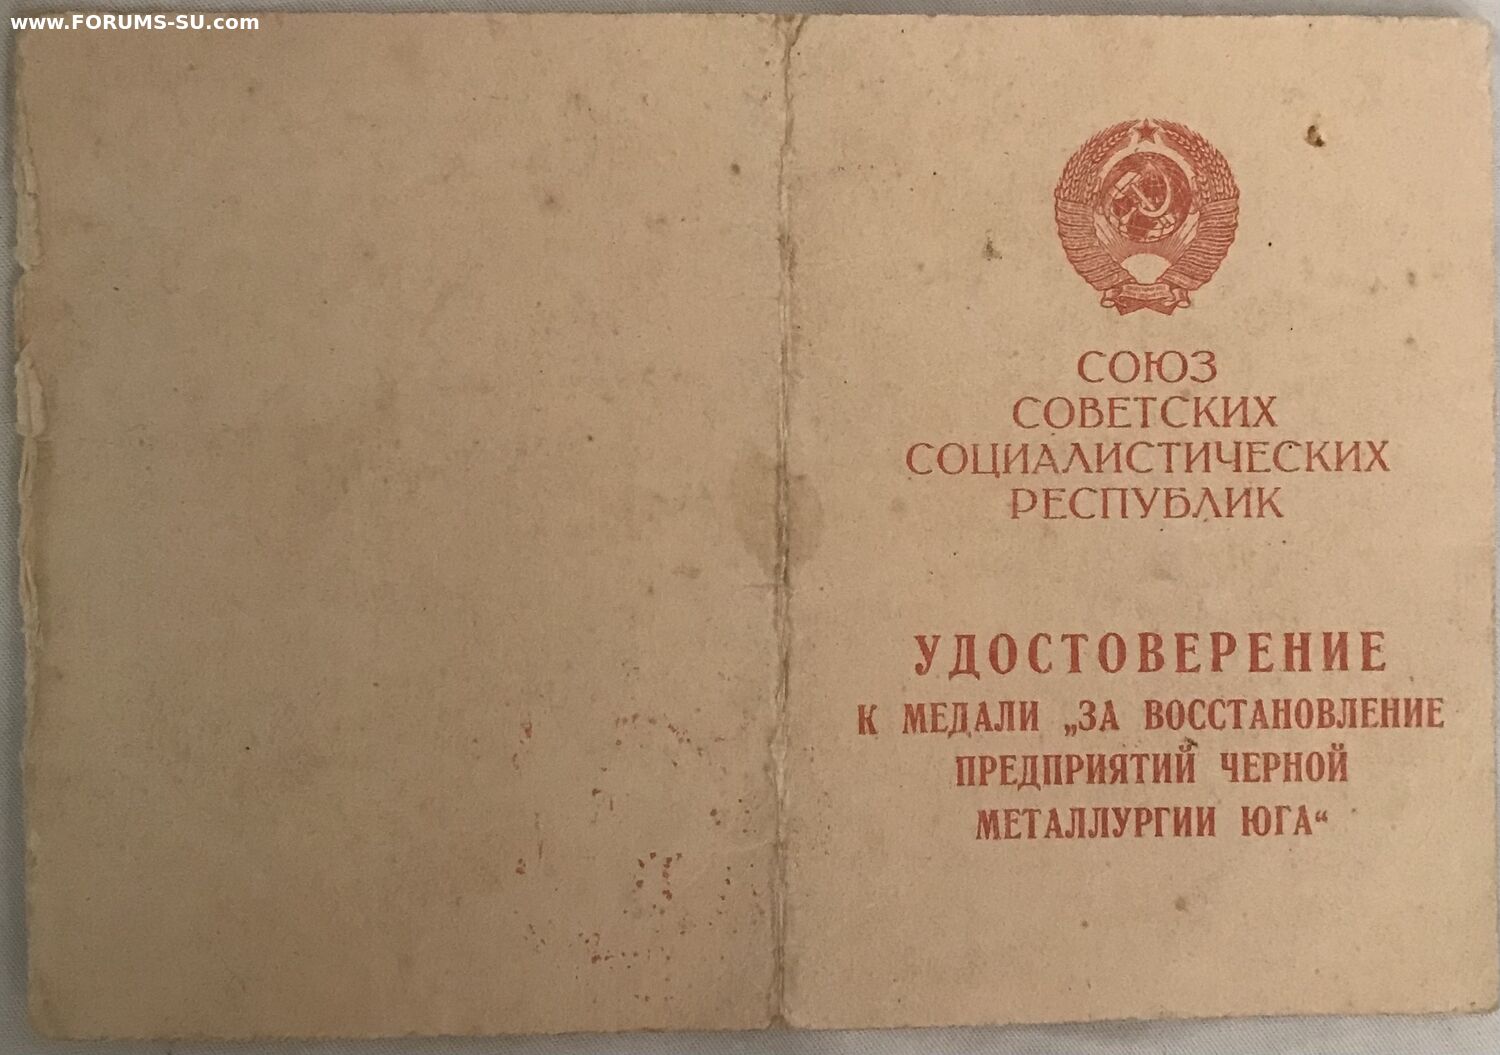 www.FORUMS-SU.com
СОЮЗ
СОВЕТСКИХ
СОЦИАЛИСТИЧЕСКИХ
РЕСПУБЛИК
УДОСТОВЕРЕНИЕ
К МЕДАЛИ „ЗА ВОССТАНОВЛЕНИЕ
ПРЕДПРИЯТИЙ ЧЕРНОЙ
МЕТАЛЛУРГИИ ЮГА“